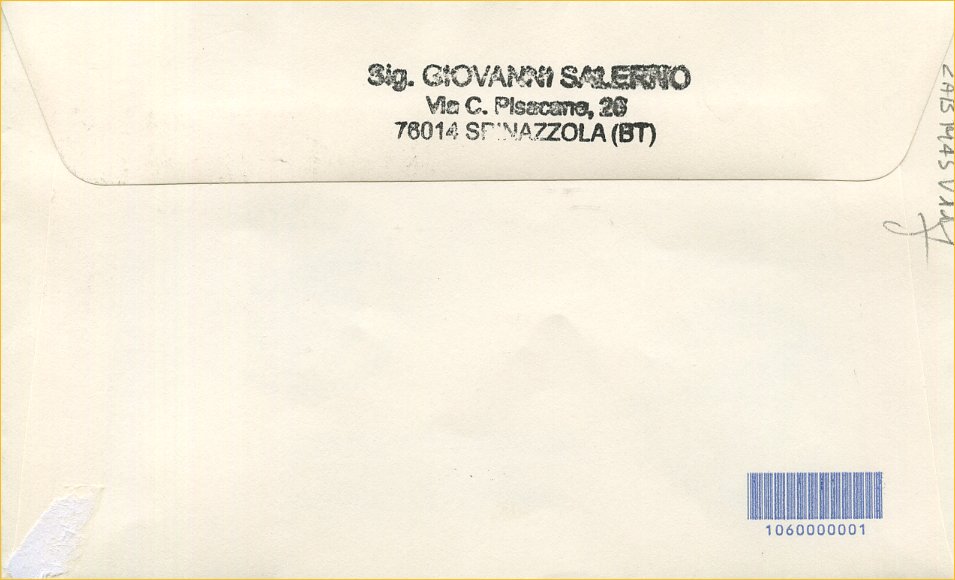 Sig. GIOVANNI SALERNO
Via C. Pisacane, 26
76014 SPINAZZOLA (BT)
1060000001